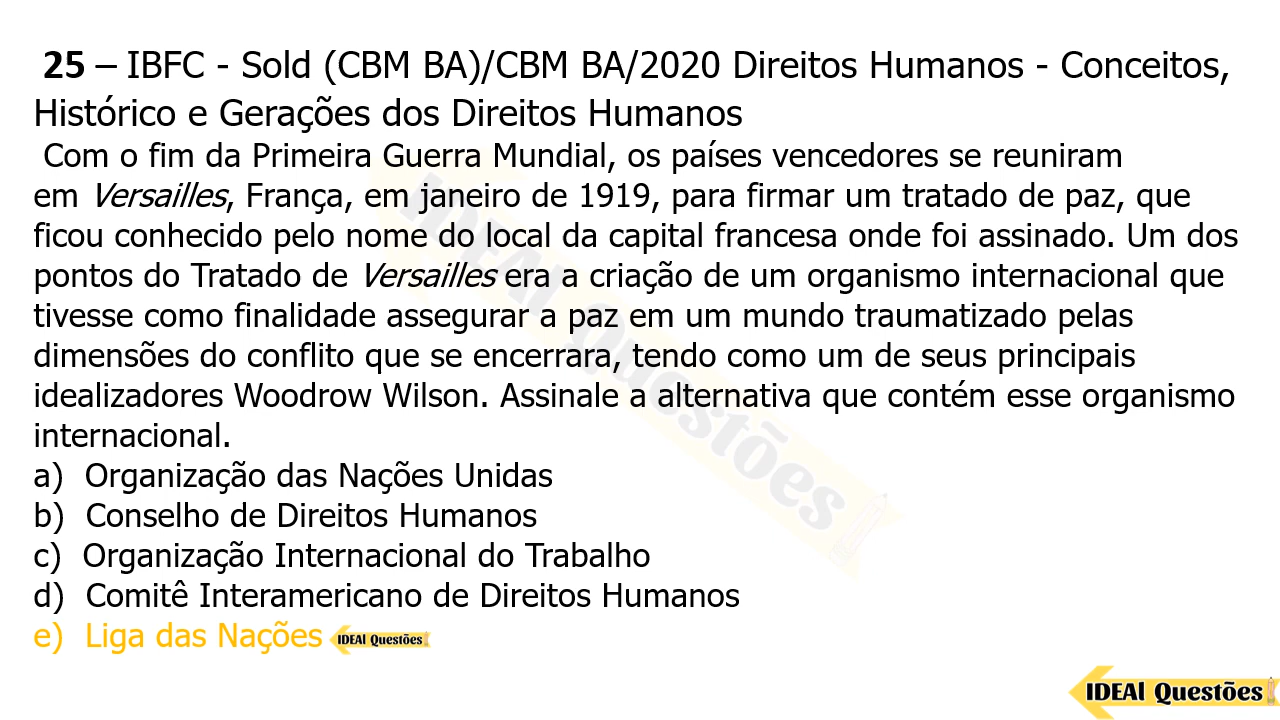 25 – IBFC - Sold (CBM BA)/CBM BA/2020 Direitos Humanos - Conceitos,
Histórico e Gerações dos Direitos Humanos
Com o fim da Primeira Guerra Mundial, os países vencedores se reuniram
em Versailles, França, em janeiro de 1919, para firmar um tratado de paz, que
ficou conhecido pelo nome do local da capital francesa onde foi assinado. Um dos
pontos do Tratado de Versailles era a criação de um organismo internacional que
tivesse como finalidade assegurar a paz em um mundo traumatizado pelas
dimensões do conflito que se encerrara, tendo como um de seus principais
idealizadores Woodrow Wilson. Assinale a alternativa que contém esse organismo
internacional.
a) Organização das Nações Unidas
b) Conselho de Direitos Humanos
c) Organização Internacional do Trabalho
d) Comitê Interamericano de Direitos Humanos
e) Liga das Nações IDEAl Questões
IDEAl Questões
IDEAl Questões